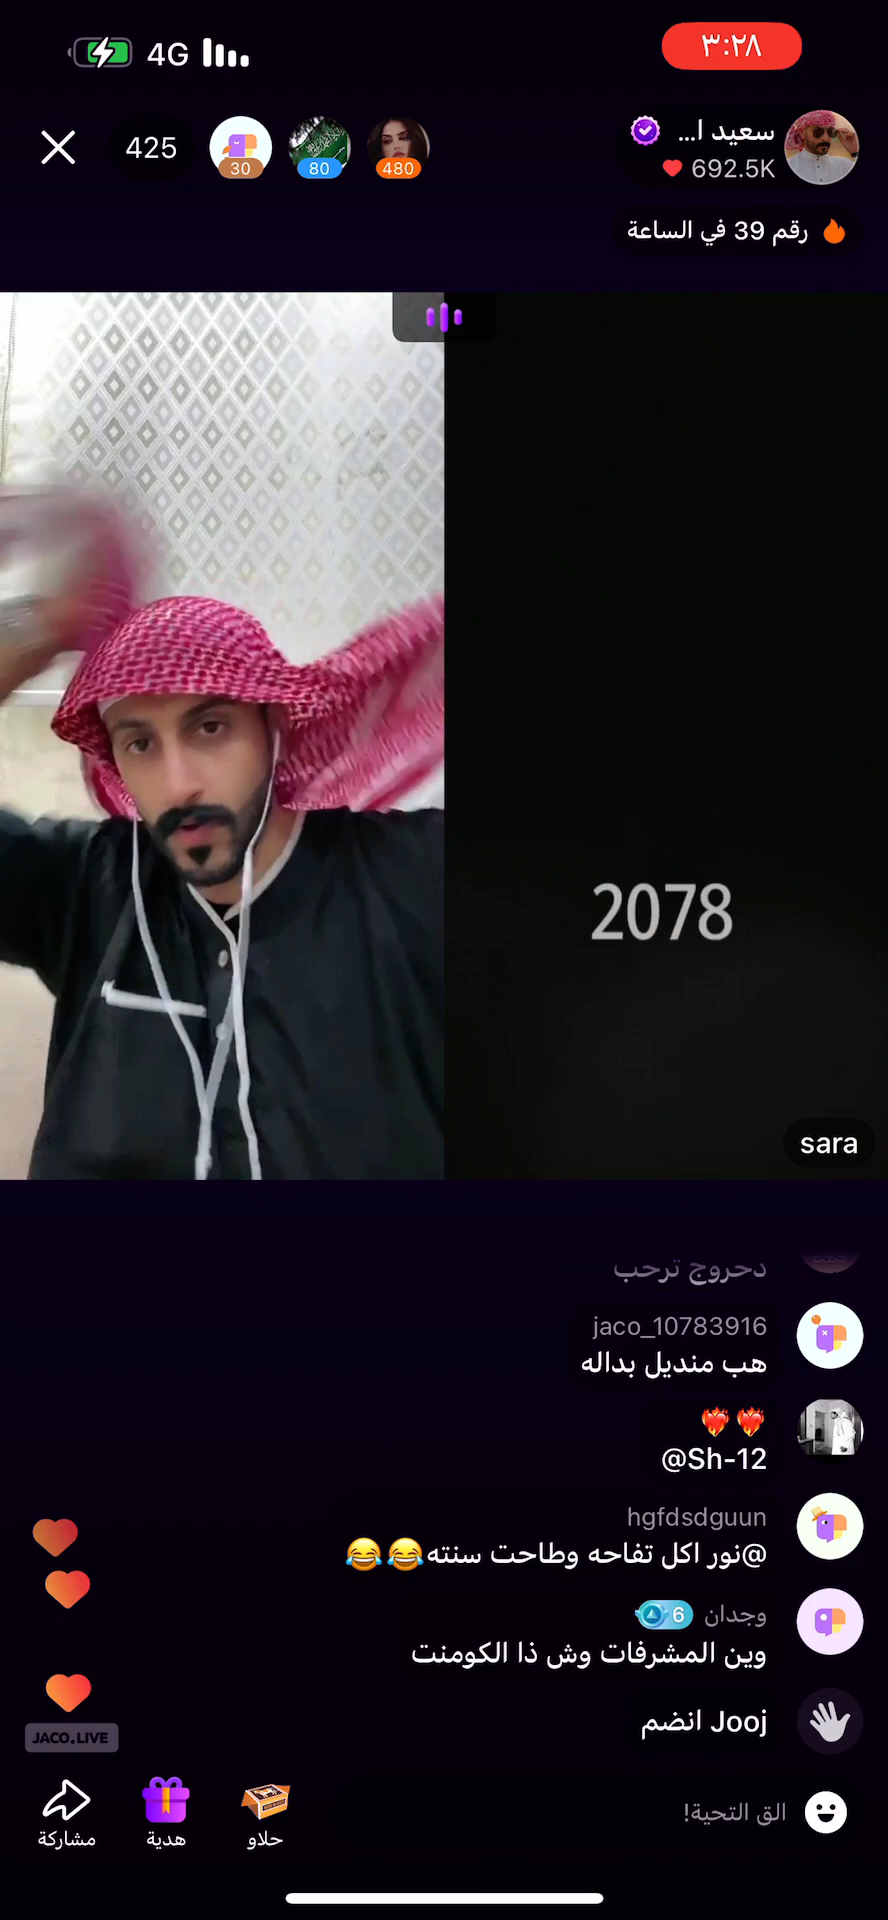 4G
٣:٢٨
سعيد ا...
692.5K
425
30
80
480
رقم 39 في الساعة
2078
sara
دحروج ترحب
jaco_10783916
هب منديل بداله
❤️‍🔥 ❤️‍🔥
@Sh-12
hgfdsdguun
@نور اكل تفاحه وطاحت سنته😂😂
وجدان 6
وين المشرفات وش ذا الكومنت
Jooj انضم
JACO.LIVE
الق التحية!
حلاو
هدية
مشاركة